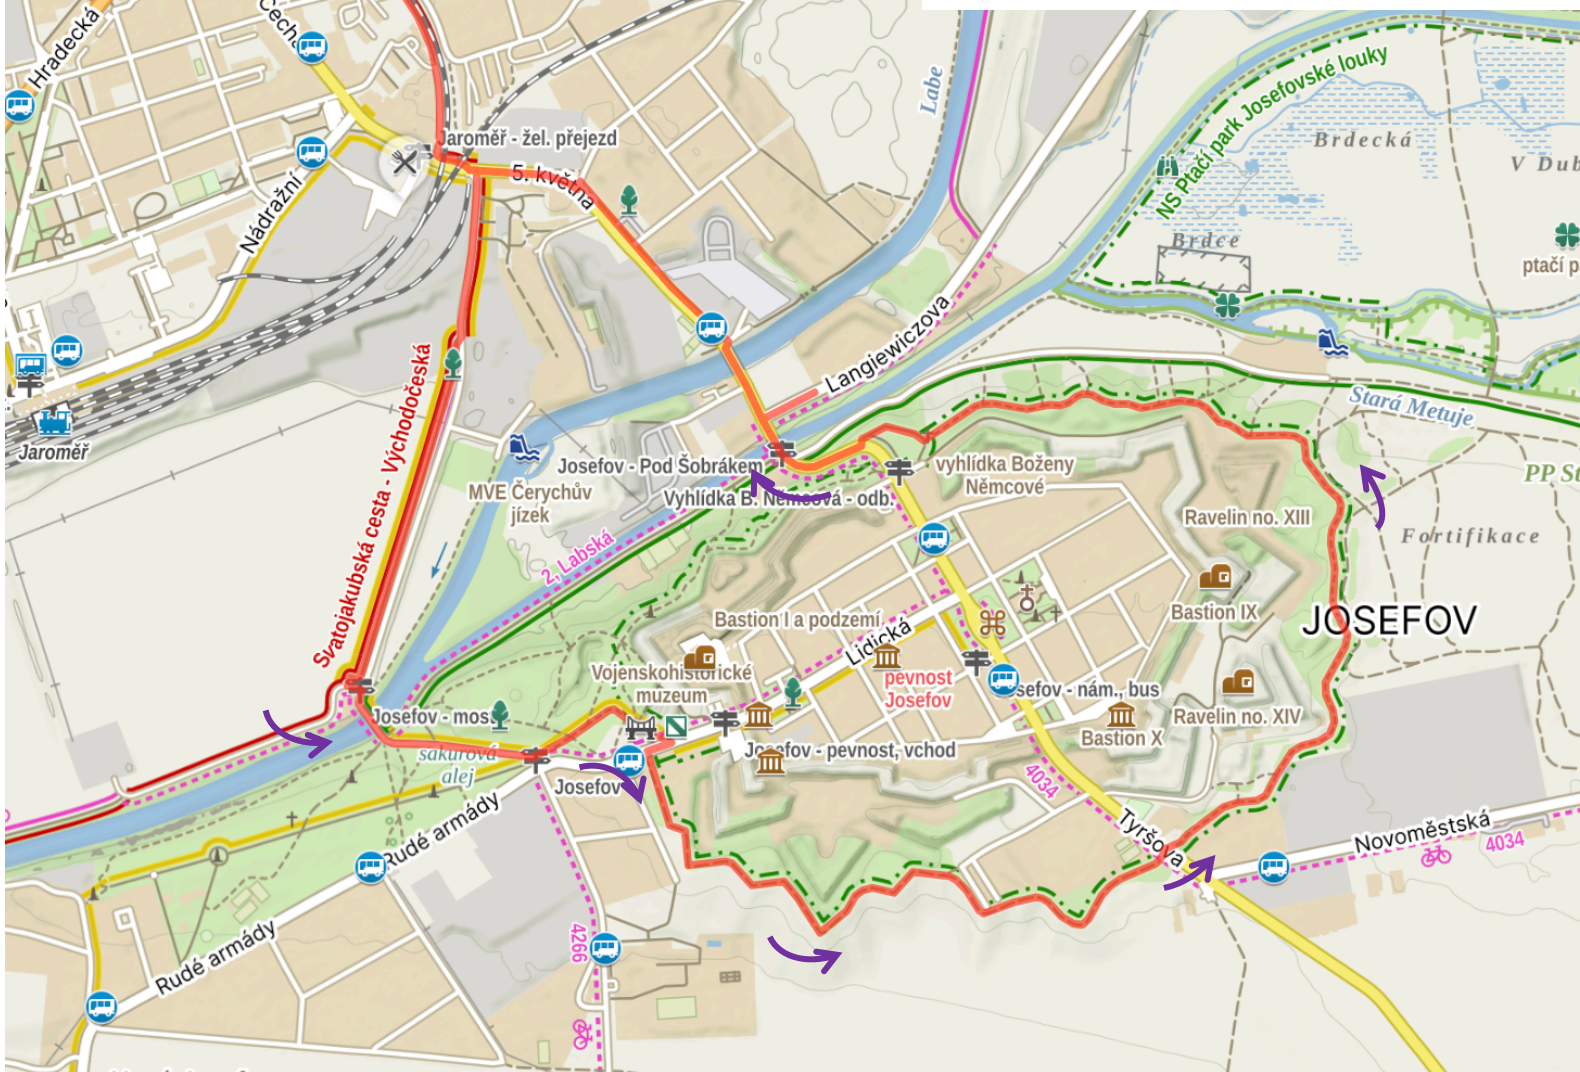 Hradecká
Čecha
Jaroměř - žel. přejezd
5. května
Nádražní
Labe
NS Ptačí park Josefovské louky
Brdecká
V Dub
Brdce
ptačí p
Langiewiczova
Stará Metuje
Jaroměř
Svatojakubská cesta - Východočeská
Josefov - Pod Šobrákem
MVE Čerychův
jízek
vyhlídka Boženy
Němcové
Vyhlídka B. Němcová - odb.
PP St
Ravelin no. XIII
Fortifikace
2, Labská
Bastion I a podzemí
Bastion IX
JOSEFOV
Lidická
Vojenskohistorické
muzeum
pevnost
Josefov
Josefov - nám., bus
Ravelin no. XIV
Bastion X
Josefov - most
sakurová
alej
Josefov - pevnost, vchod
Josefov
4034
Tyršova
Novoměstská
4034
Rudé armády
4266
Rudé armády